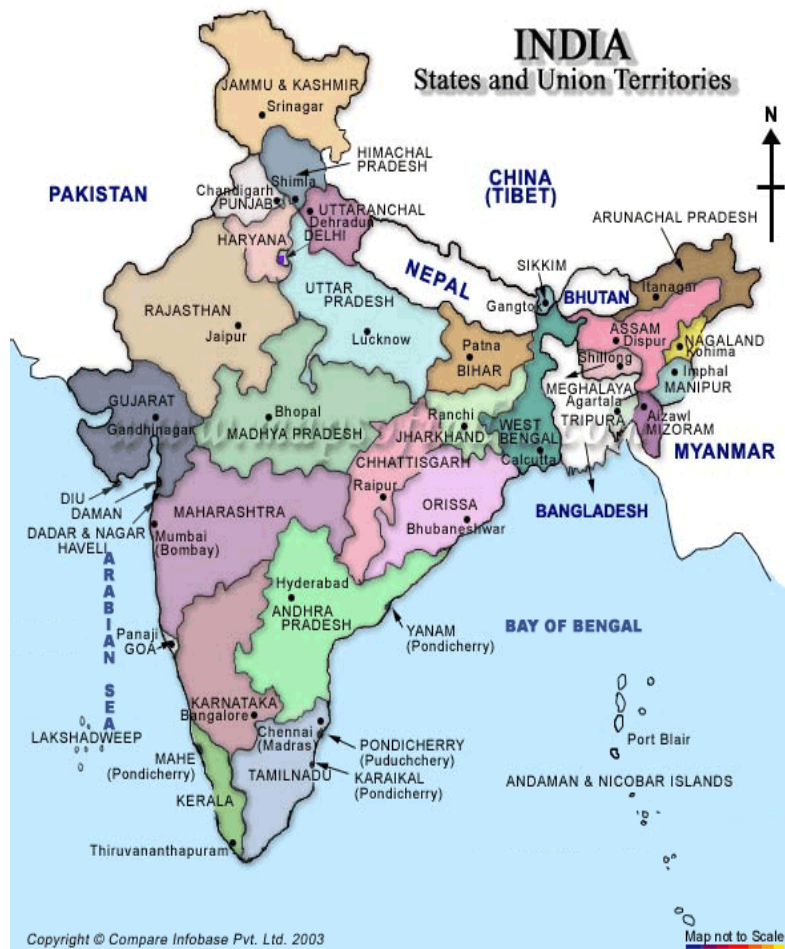 INDIA
States and Union Territories
N
JAMMU & KASHMIR
Srinagar
HIMACHAL
PRADESH
Shimla
PAKISTAN
Chandigarh
PUNJAB
CHINA
(TIBET)
UTTARANCHAL
Dehradun
DELHI
HARYANA
ARUNACHAL PRADESH
NEPAL
SIKKIM
Gangtok
BHUTAN
Itanagar
UTTAR
PRADESH
Lucknow
RAJASTHAN
Jaipur
ASSAM
Dispur
NAGALAND
Kohima
Patna
BIHAR
Shillong
MEGHALAYA
Imphal
MANIPUR
Agartala
TRIPURA
Aizawl
MIZORAM
GUJARAT
Gandhinagar
Bhopal
MADHYA PRADESH
Ranchi
JHARKHAND
WEST
BENGAL
Calcutta
MYANMAR
CHHATTISGARH
Raipur
DIU
DAMAN
DADAR & NAGAR
HAVELI
MAHARASHTRA
Mumbai
(Bombay)
ORISSA
Bhubaneshwar
BANGLADESH
ARABIAN SEA
Hyderabad
ANDHRA
PRADESH
YANAM
(Pondicherry)
BAY OF BENGAL
Panaji
GOA
KARNATAKA
Bangalore
LAKSHADWEEP
Chennai
(Madras)
PONDICHERRY
(Puduchchery)
Port Blair
MAHE
(Pondicherry)
TAMILNADU
KARAIKAL
(Pondicherry)
ANDAMAN & NICOBAR ISLANDS
KERALA
Thiruvananthapuram
Copyright © Compare Infobase Pvt. Ltd. 2003
Map not to Scale